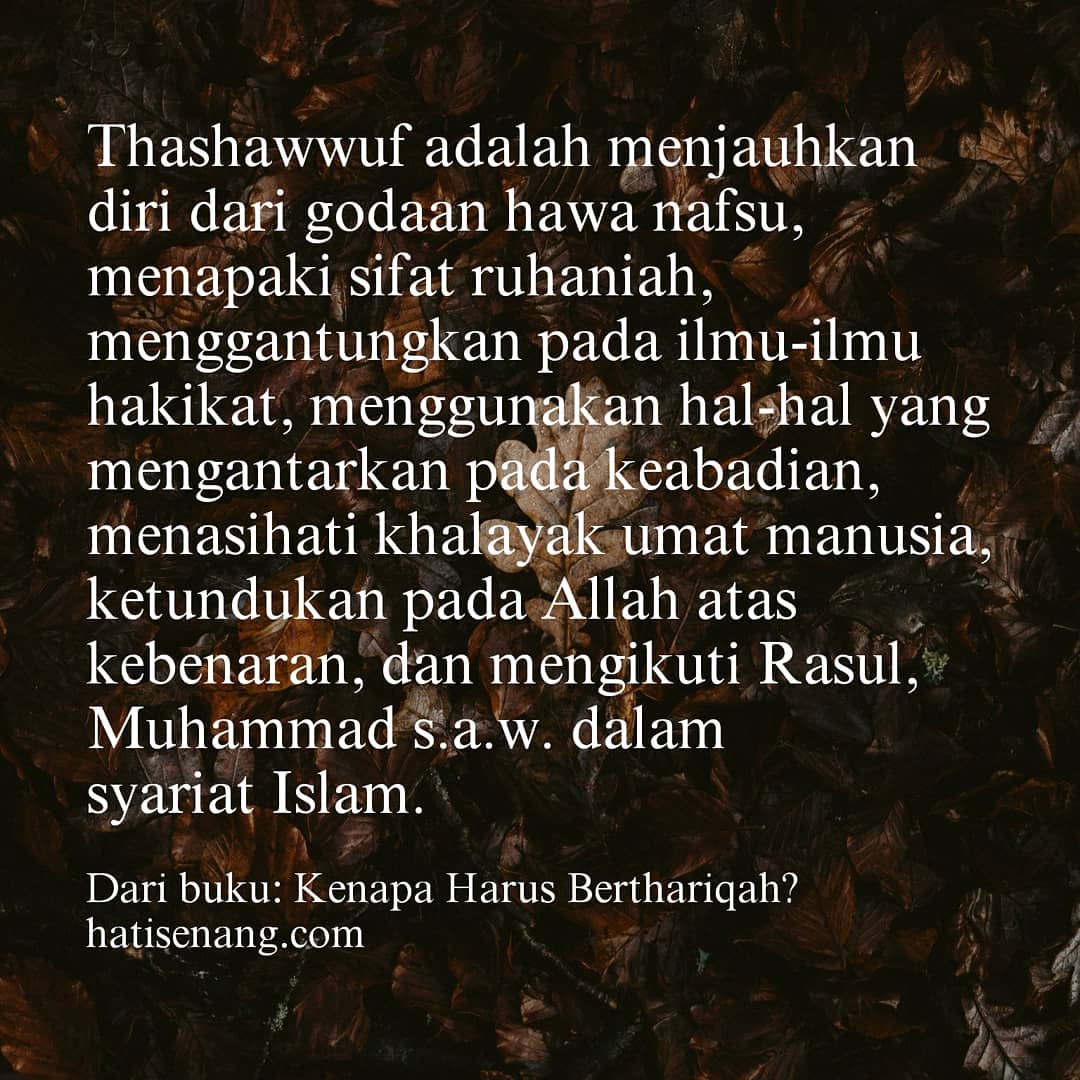 Thashawwuf adalah menjauhkan
diri dari godaan hawa nafsu,
menapaki sifat ruhaniah,
menggantungkan pada ilmu-ilmu
hakikat, menggunakan hal-hal yang
mengantarkan pada keabadian,
menasihati khalayak umat manusia,
ketundukan pada Allah atas
kebenaran, dan mengikuti Rasul,
Muhammad s.a.w. dalam
syariat Islam.
Dari buku: Kenapa Harus Berthariqah?
hatisenang.com